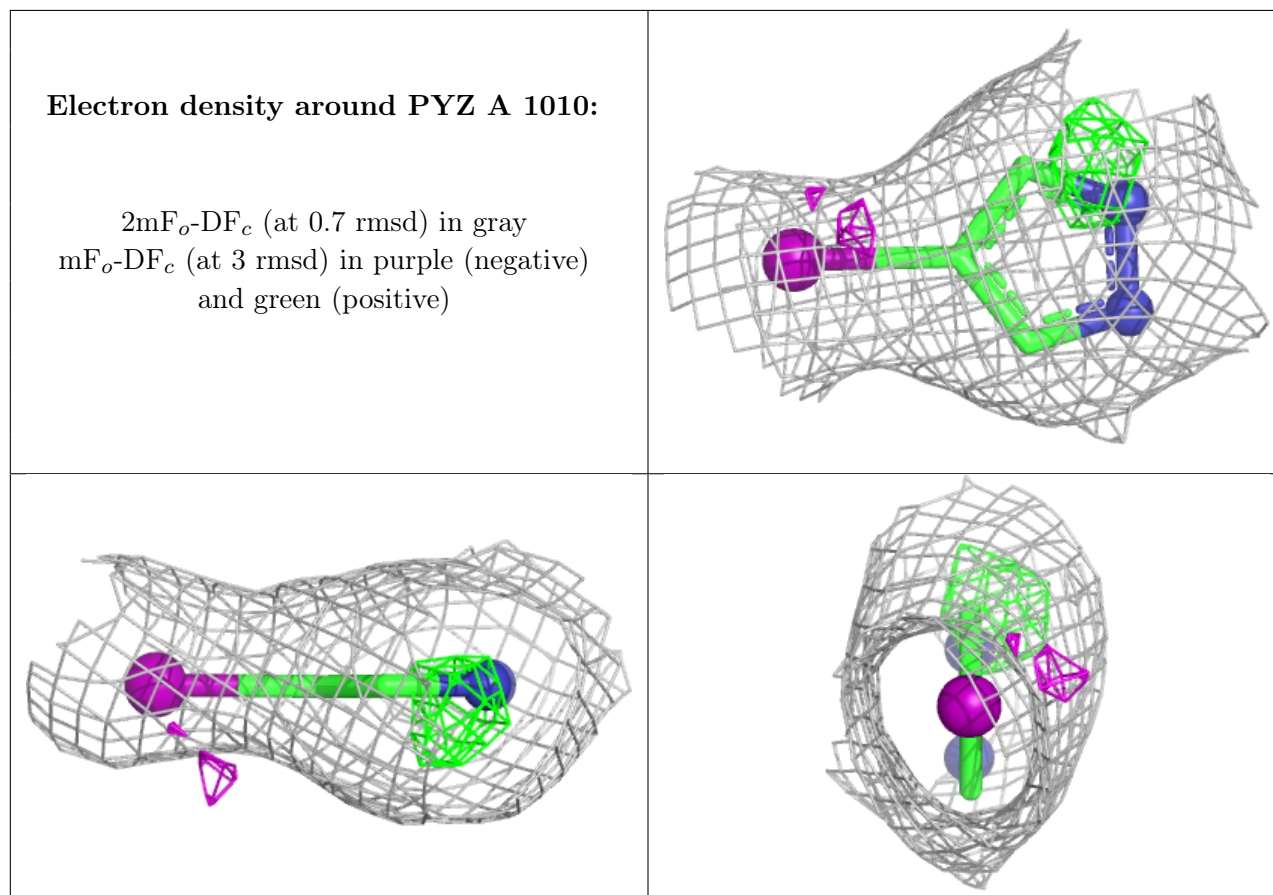 Electron density around PYZ A 1010:
2mFo-DFc (at 0.7 rmsd) in gray
mFo-DFc (at 3 rmsd) in purple (negative)
and green (positive)